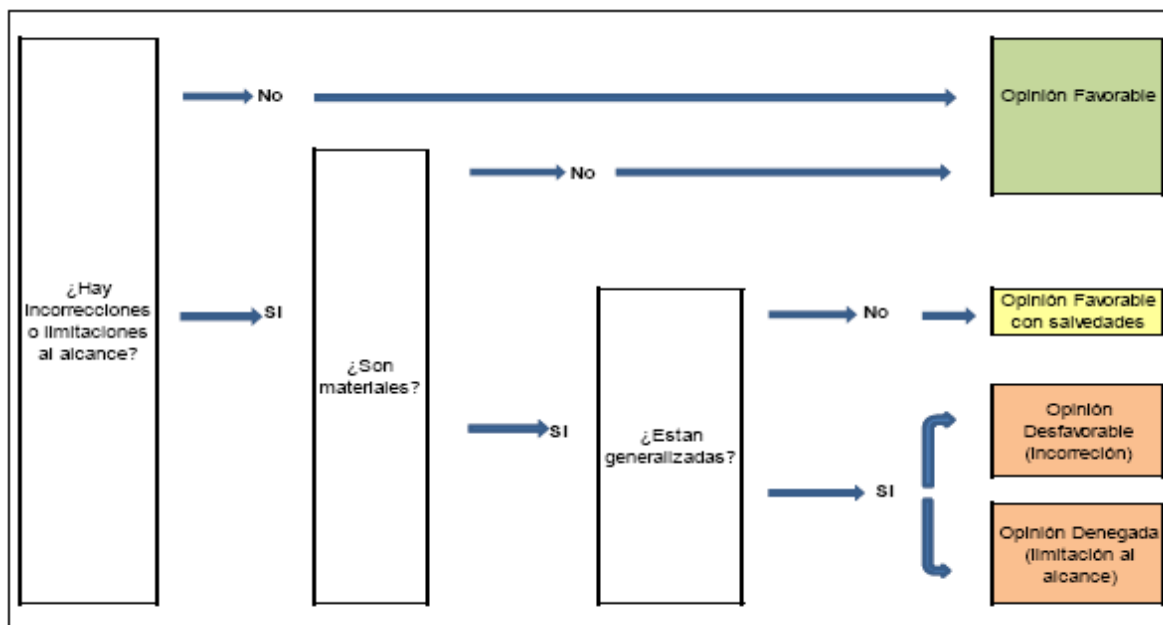 ¿Hay
incorrecciones
o limitaciones
al alcance?
No
SI
¿Son
materiales?
No
SI
¿Estan
generalizadas?
No
SI
Opinión Favorable
Opinión Favorable
con salvedades
Opinión
Desfavorable
(incorreción)
Opinión Denegada
(limitación al
alcance)